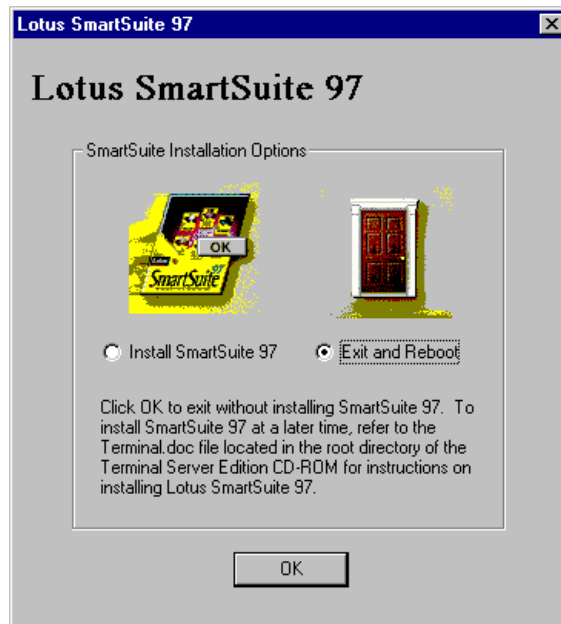 Lotus SmartSuite 97
Lotus SmartSuite 97
SmartSuite Installation Options
OK
Lotus
SmartSuite 97
Install SmartSuite 97
Exit and Reboot
Click OK to exit without installing SmartSuite 97. To
install SmartSuite 97 at a later time, refer to the
Terminal.doc file located in the root directory of the
Terminal Server Edition CD-ROM for instructions on
installing Lotus SmartSuite 97.
OK